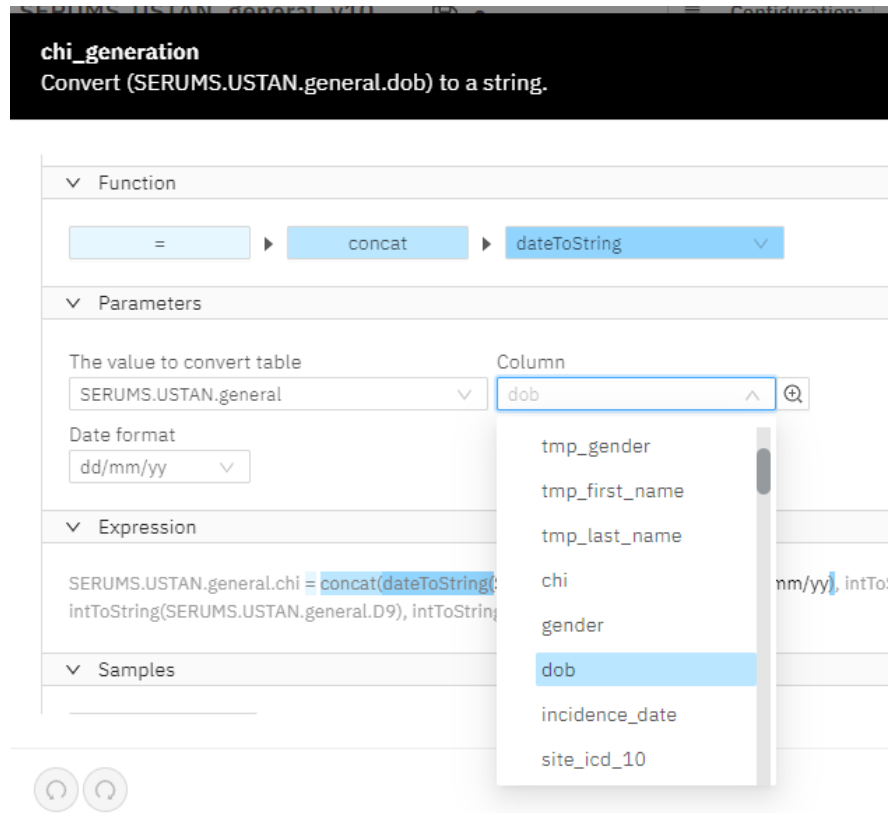 SERUMS_USTAN_general_v10 Configuration:
chi_generation
Convert (SERUMS.USTAN.general.dob) to a string.
Function
= concat dateToString
Parameters
The value to convert table Column
SERUMS.USTAN.general dob
Date format
dd/mm/yy
tmp_gender
tmp_first_name
tmp_last_name
chi
gender
dob
incidence_date
site_icd_10
Expression
SERUMS.USTAN.general.chi = concat(dateToString( mm/yy), intTo
intToString(SERUMS.USTAN.general.D9), intToString
Samples